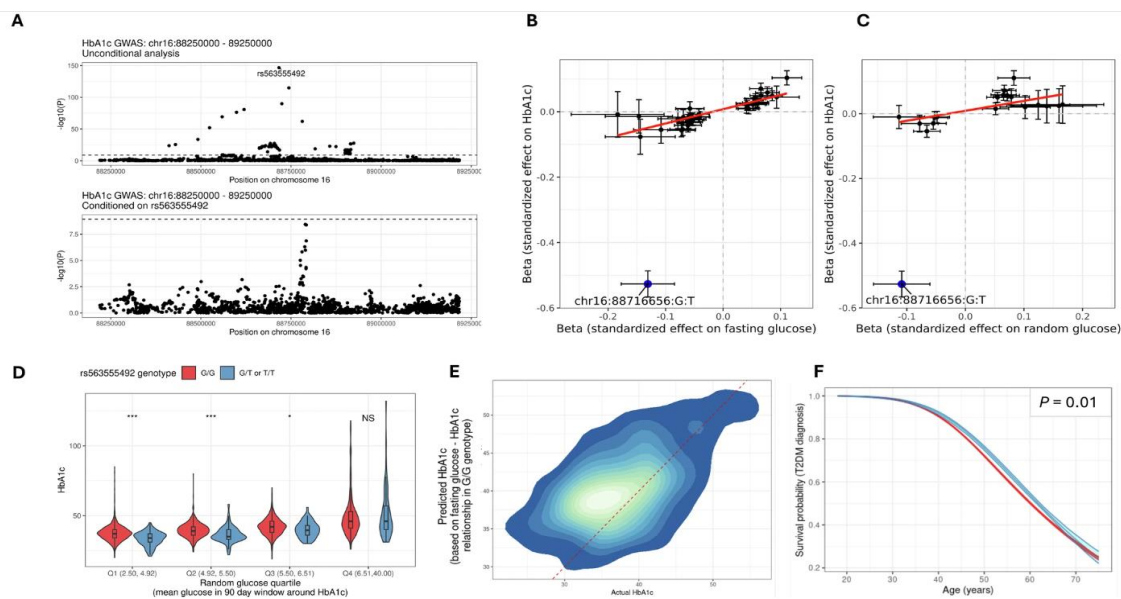 A
HbA1c GWAS: chr16:88250000 - 89250000
Unconditional analysis
-log10(P)
150
100
50
0
rs563555492
88250000
88500000
88750000
89000000
89250000
Position on chromosome 16
HbA1c GWAS: chr16:88250000 - 89250000
Conditioned on rs563555492
-log10(P)
7.5
5.0
2.5
0.0
88250000
88500000
88750000
89000000
89250000
Position on chromosome 16
B
Beta (standardized effect on HbA1c)
0.0
-0.2
-0.4
-0.6
chr16:88716656:G:T
-0.2
-0.1
0.0
0.1
Beta (standardized effect on fasting glucose)
C
Beta (standardized effect on HbA1c)
0.0
-0.2
-0.4
-0.6
chr16:88716656:G:T
-0.1
0.0
0.1
0.2
Beta (standardized effect on random glucose)
D
rs563555492 genotype G/G G/T or T/T
HbA1c
100
50
0
***
***
*
NS
Q1 (2.50, 4.92)
Q2 (4.92, 5.50)
Q3 (5.50, 6.51)
Q4 (6.51,40.00)
Random glucose quartile
(mean glucose in 90 day window around HbA1c)
E
Predicted HbA1c
(based on fasting glucose - HbA1c
relationship in G/G genotype)
50
45
40
35
30
30
40
50
Actual HbA1c
F
Survival probability (T2DM diagnosis)
1.0
0.8
0.6
0.4
0.2
P = 0.01
20
30
40
50
60
70
Age (years)